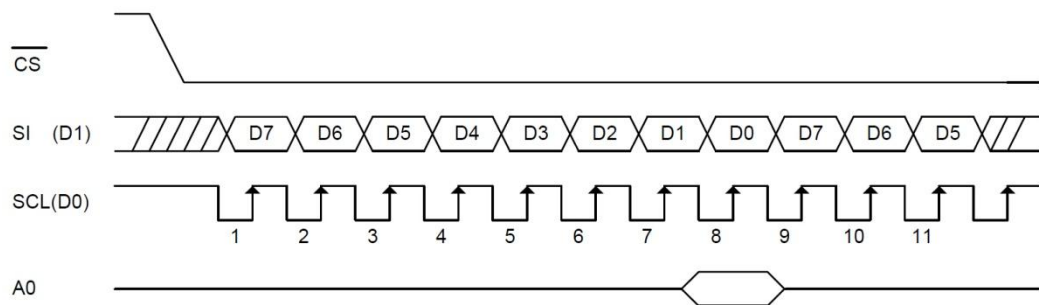 CS
SI (D1) D7 D6 D5 D4 D3 D2 D1 D0 D7 D6 D5
SCL(D0)
1 2 3 4 5 6 7 8 9 10 11
A0